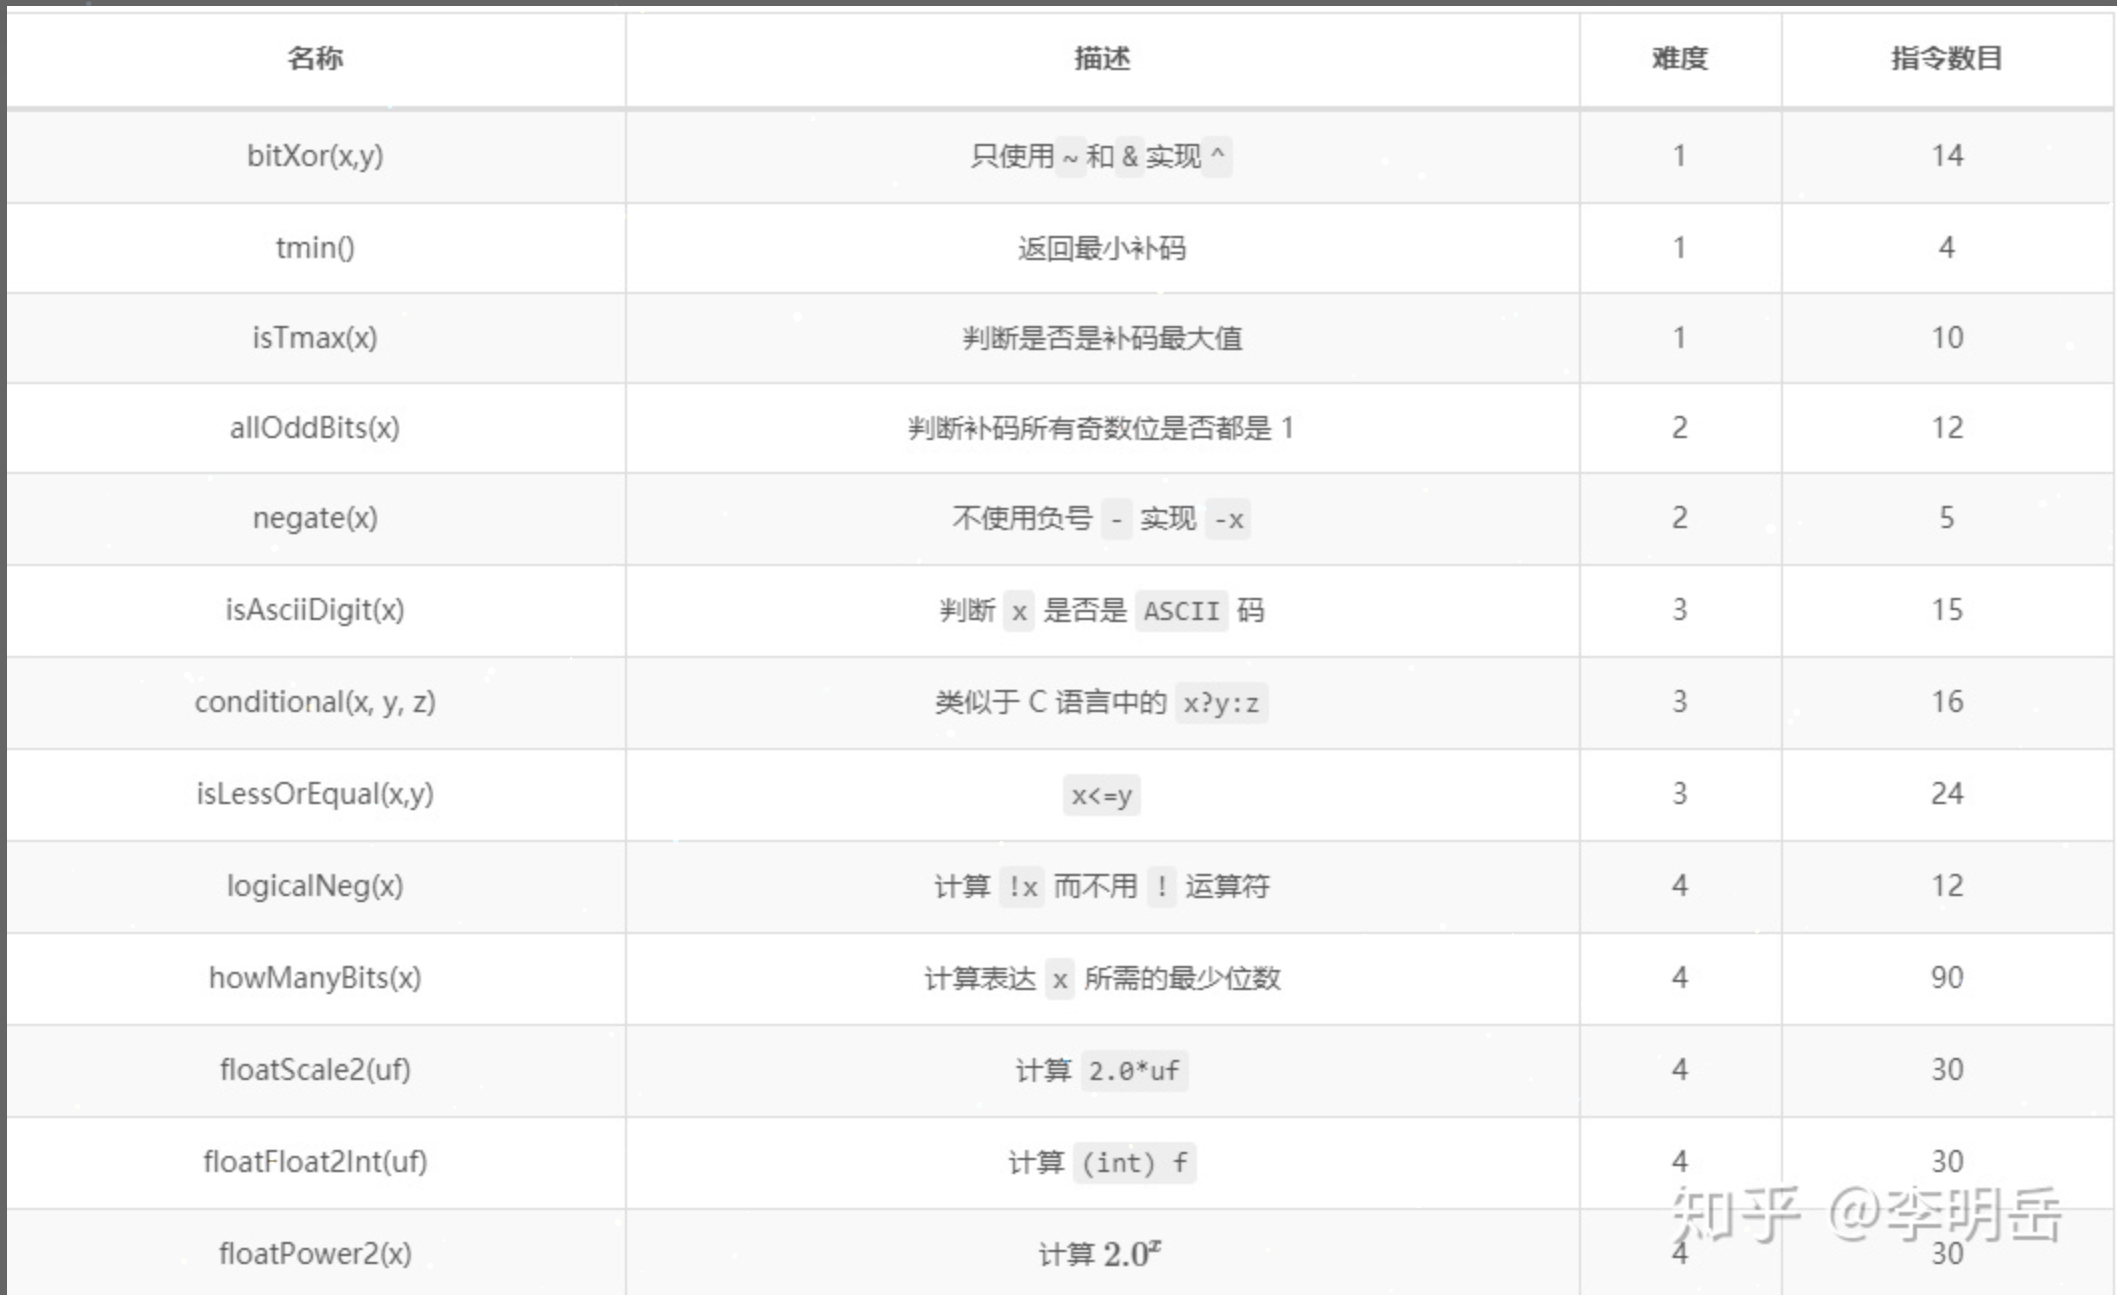 名称 描述 难度 指令数目
bitXor(x,y) 只使用 ~ 和 & 实现 ^ 1 14
tmin() 返回最小补码 1 4
isTmax(x) 判断是否是补码最大值 1 10
allOddBits(x) 判断补码所有奇数位是否都是 1 2 12
negate(x) 不使用负号 - 实现 -x 2 5
isAsciiDigit(x) 判断 x 是否是 ASCII 码 3 15
conditional(x, y, z) 类似于 C 语言中的 x?y:z 3 16
isLessOrEqual(x,y) x<=y 3 24
logicalNeg(x) 计算 !x 而不用 ! 运算符 4 12
howManyBits(x) 计算表达 x 所需的最少位数 4 90
floatScale2(uf) 计算 2.0*uf 4 30
floatFloat2Int(uf) 计算 (int) f 4 30
知乎 @李明岳
floatPower2(x) 计算 2.0ˣ 4 30